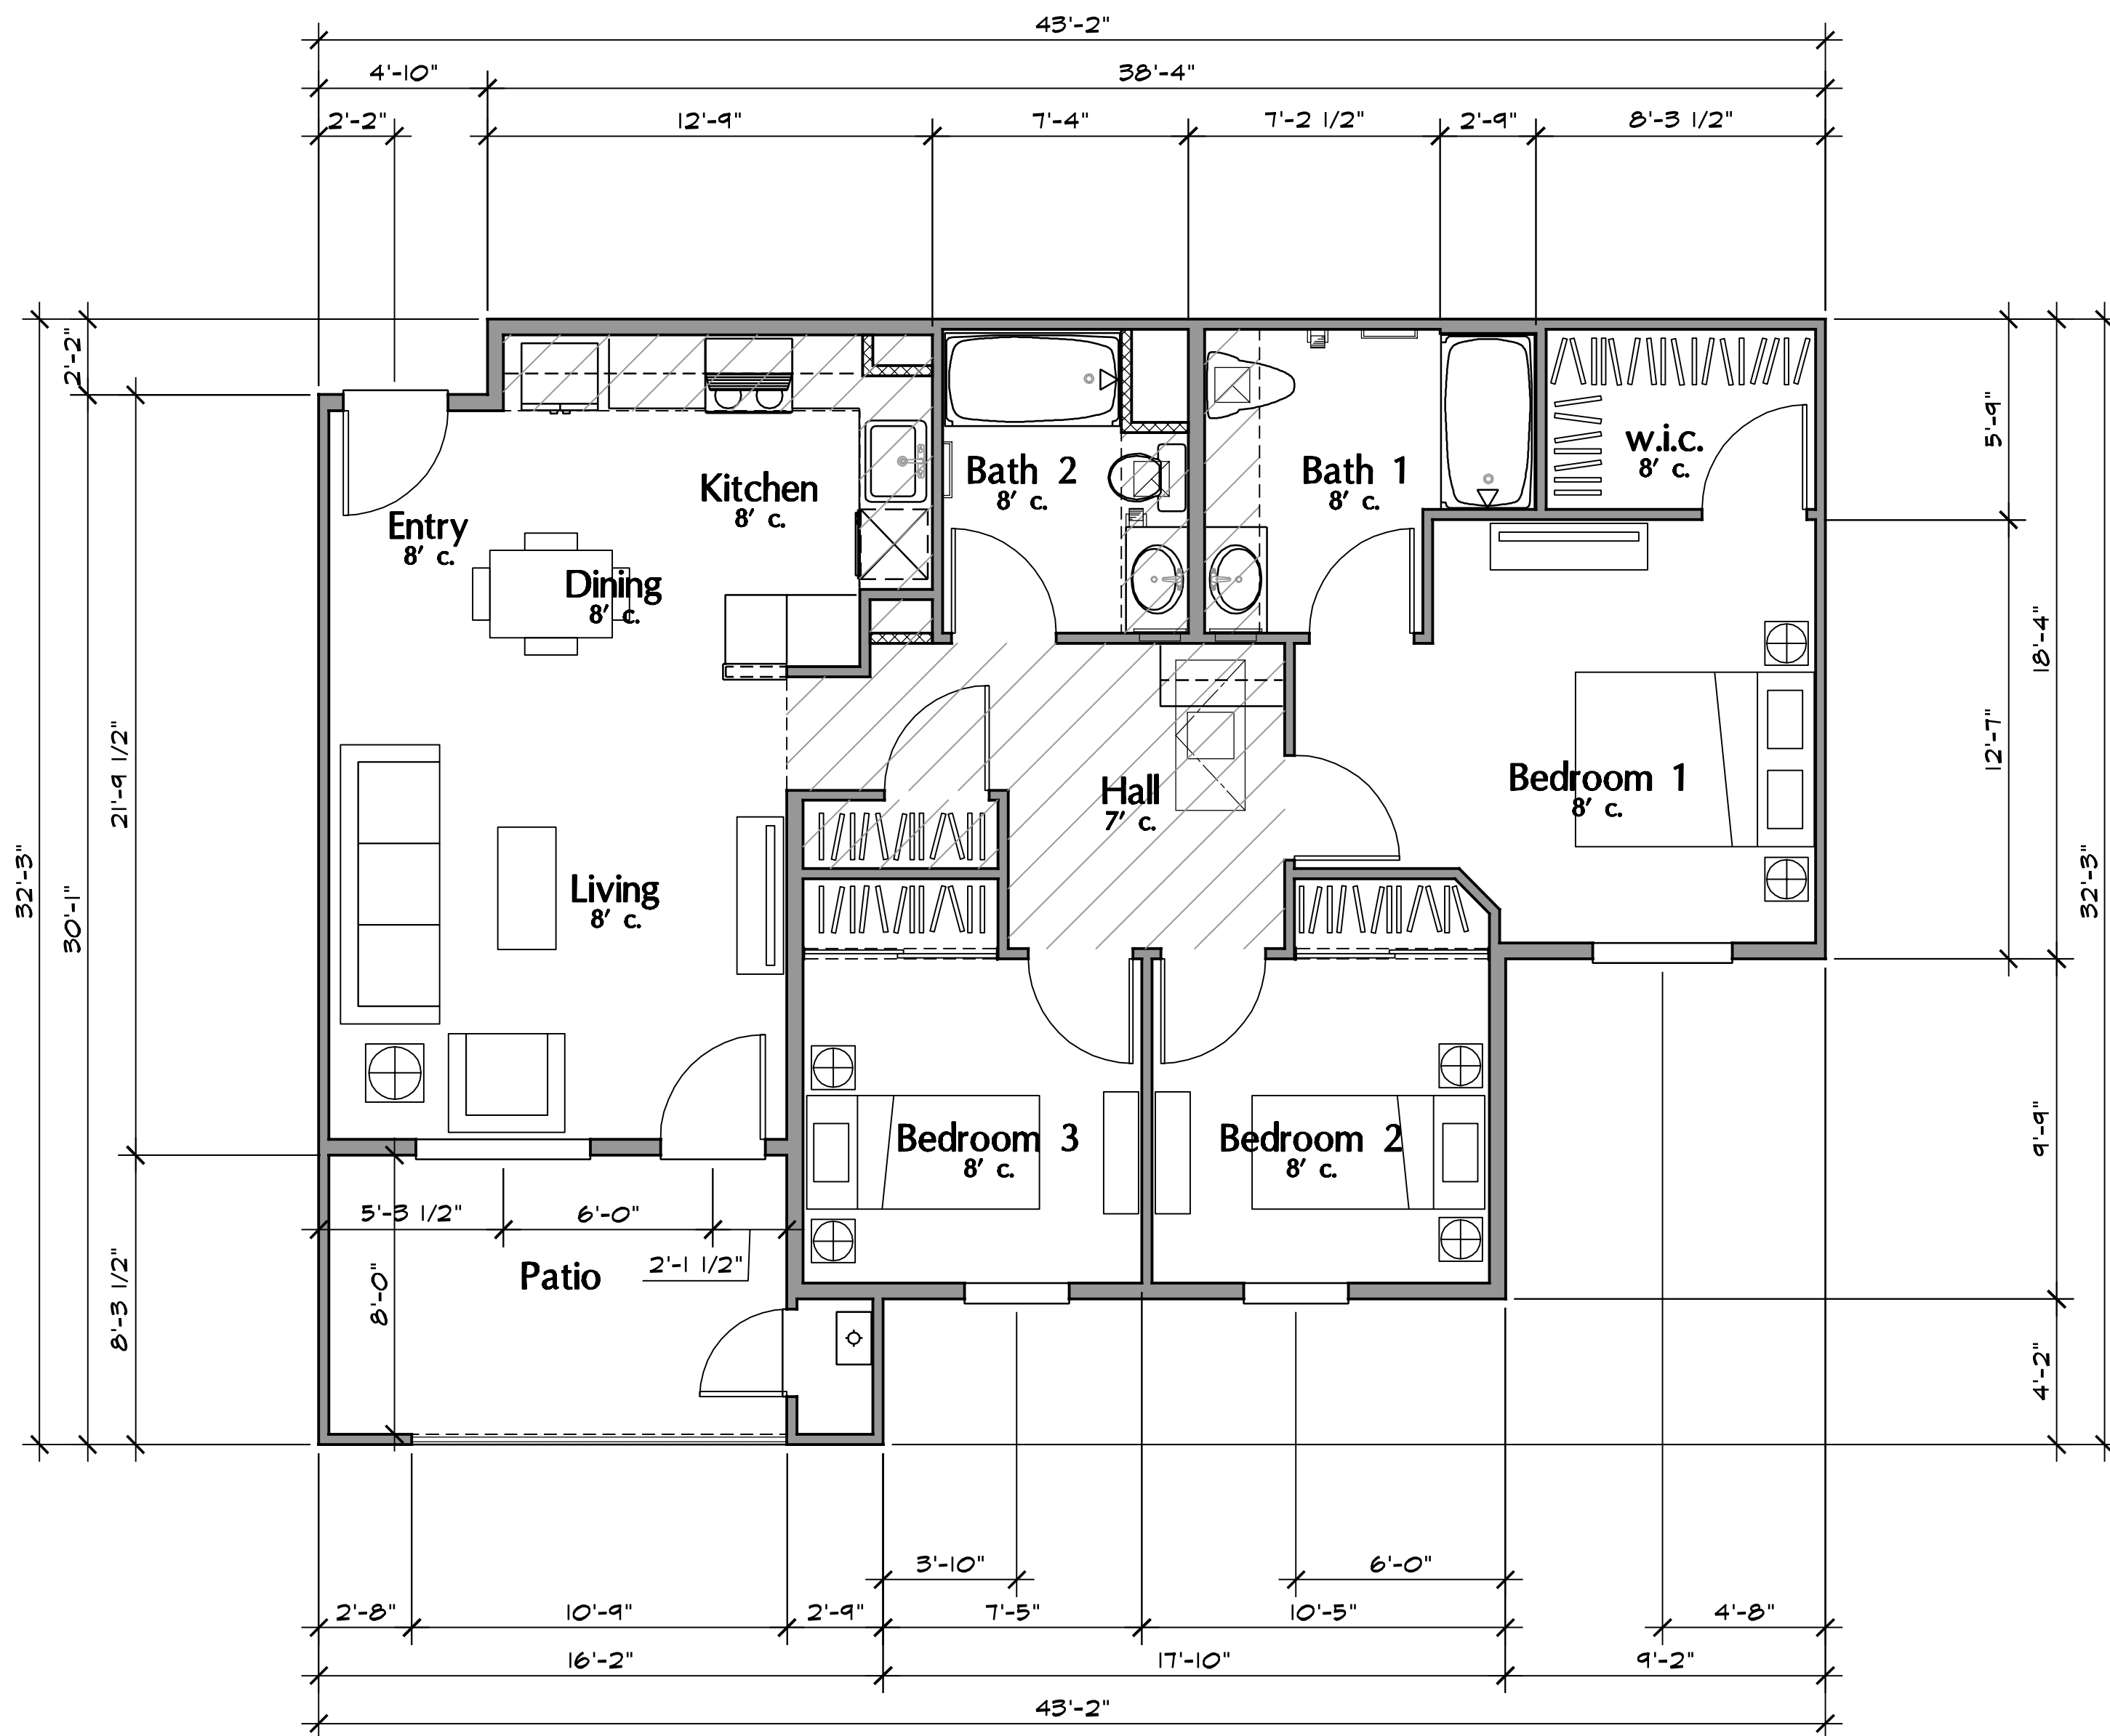 43'-2"
4'-10" 38'-4"
2'-2" 12'-9" 7'-4" 7'-2 1/2" 2'-9" 8'-3 1/2"
2'-2"
21'-9 1/2"
32'-3"
30'-1"
8'-3 1/2"
Entry
8' c.
Dining
8' c.
Kitchen
8' c.
Bath 2
8' c.
Bath 1
8' c.
w.i.c.
8' c.
Hall
7' c.
Bedroom 1
8' c.
Living
8' c.
Bedroom 3
8' c.
Bedroom 2
8' c.
5'-3 1/2" 6'-0"
2'-1 1/2"
Patio
8'-0"
5'-9"
18'-4"
12'-7"
32'-3"
9'-9"
4'-2"
3'-10" 6'-0"
2'-8" 10'-9" 2'-9" 7'-5" 10'-5" 4'-8"
16'-2" 17'-10" 9'-2"
43'-2"